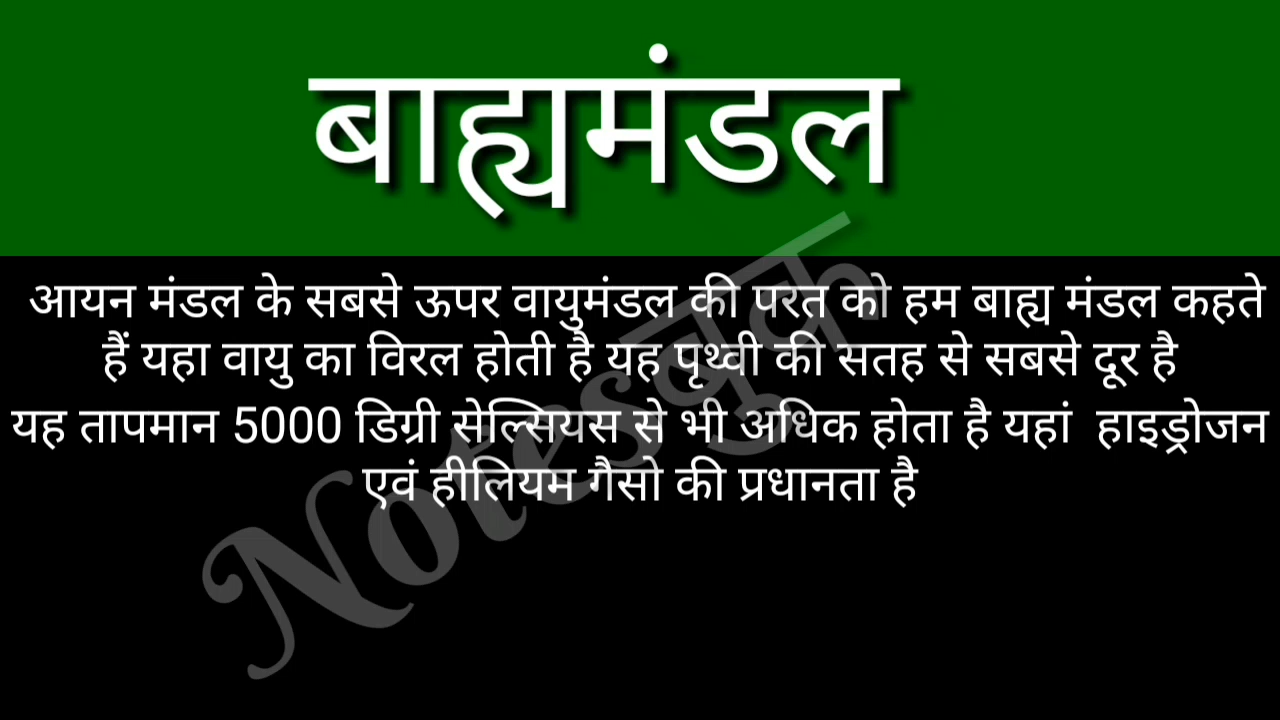 बाह्यमंडल
आयन मंडल के सबसे ऊपर वायुमंडल की परत को हम बाह्य मंडल कहते
हैं यहा वायु का विरल होती है यह पृथ्वी की सतह से सबसे दूर है
यह तापमान 5000 डिग्री सेल्सियस से भी अधिक होता है यहां हाइड्रोजन
एवं हीलियम गैसो की प्रधानता है
Notesबुक